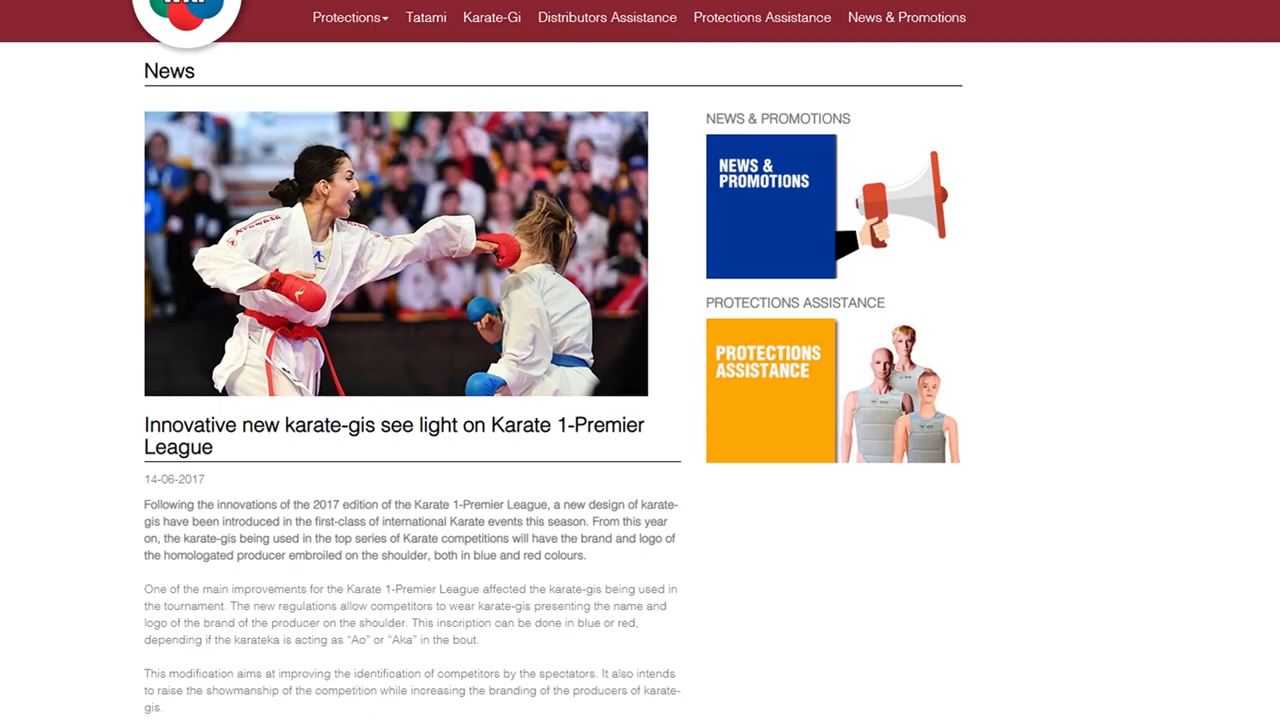 Protections Tatami Karate-Gi Distributors Assistance Protections Assistance News & Promotions
News
NEWS & PROMOTIONS
NEWS &
PROMOTIONS
PROTECTIONS ASSISTANCE
PROTECTIONS
ASSISTANCE
Innovative new karate-gis see light on Karate 1-Premier
League
14-06-2017
Following the innovations of the 2017 edition of the Karate 1-Premier League, a new design of karate-
gis have been introduced in the first-class of international Karate events this season. From this year
on, the karate-gis being used in the top series of Karate competitions will have the brand and logo of
the homologated producer embroiled on the shoulder, both in blue and red colours.
One of the main improvements for the Karate 1-Premier League affected the karate-gis being used in
the tournament. The new regulations allow competitors to wear karate-gis presenting the name and
logo of the brand of the producer on the shoulder. This inscription can be done in blue or red,
depending if the karateka is acting as “Ao” or “Aka” in the bout.
This modification aims at improving the identification of competitors by the spectators. It also intends
to raise the showmanship of the competition while increasing the branding of the producers of karate-
gis.